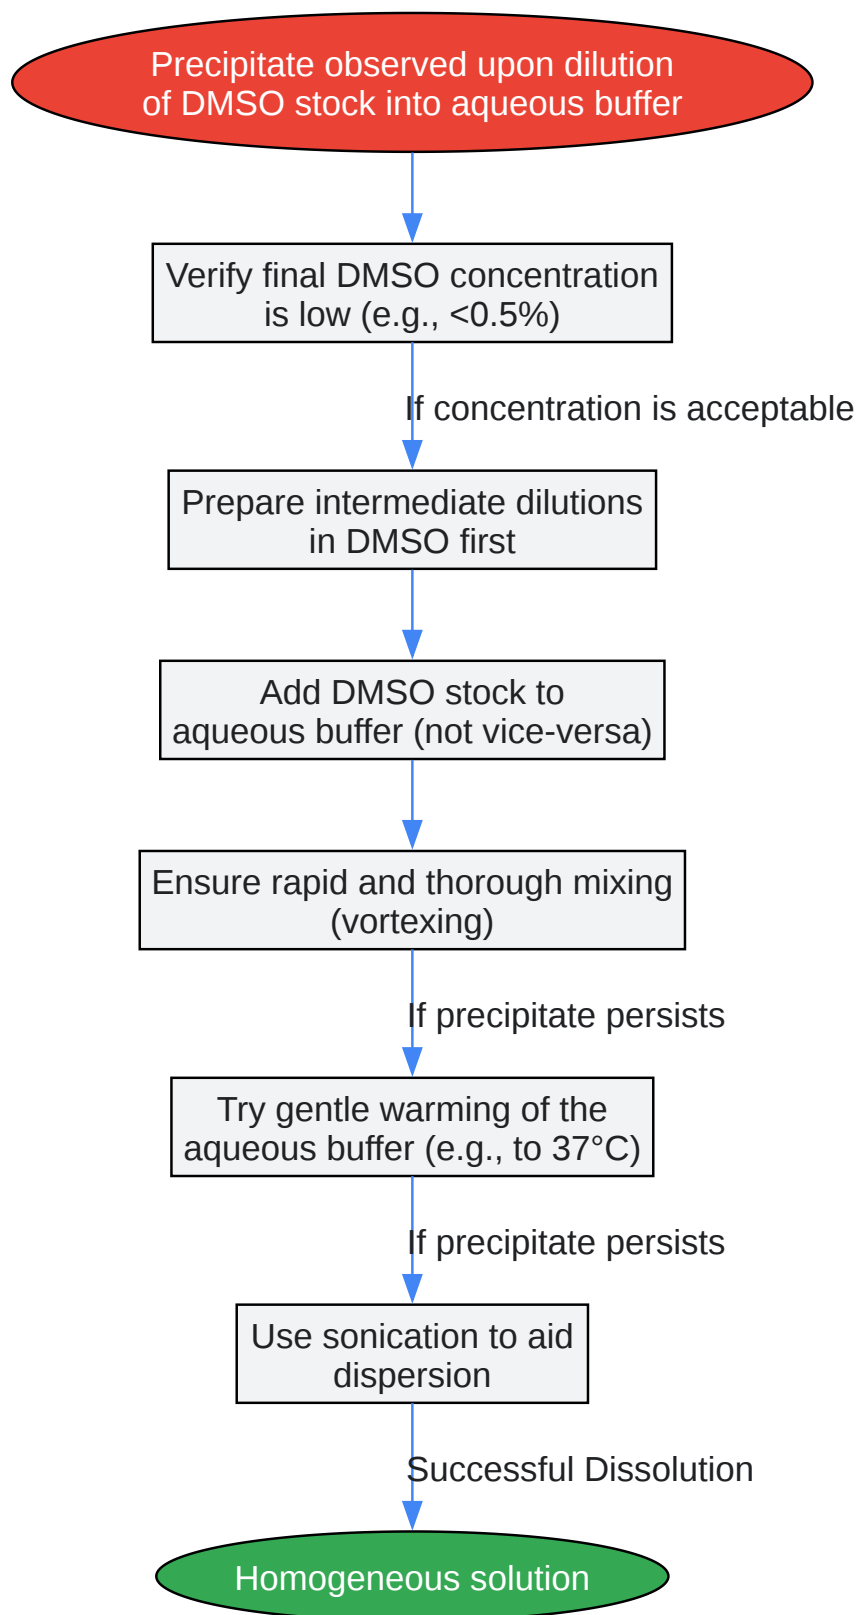 Precipitate observed upon dilution
of DMSO stock into aqueous buffer
Verify final DMSO concentration
is low (e.g., <0.5%)
If concentration is acceptable
Prepare intermediate dilutions
in DMSO first
Add DMSO stock to
aqueous buffer (not vice-versa)
Ensure rapid and thorough mixing
(vortexing)
If precipitate persists
Try gentle warming of the
aqueous buffer (e.g., to 37°C)
If precipitate persists
Use sonication to aid
dispersion
Successful Dissolution
Homogeneous solution